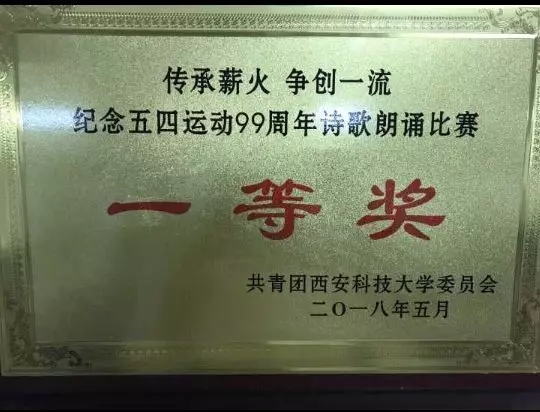 传承薪火 争创一流
纪念五四运动99周年诗歌朗诵比赛
一等奖
共青团西安科技大学委员会
二〇一八年五月